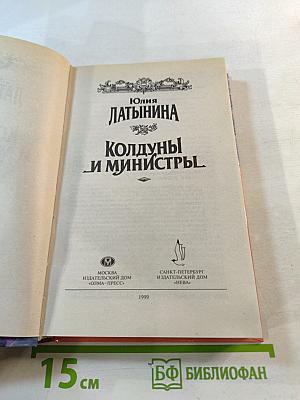 Юлия
ЛАТЫНИНА
КОЛДУНЫ
И МИНИСТРЫ
М
МОСКВА
ИЗДАТЕЛЬСКИЙ ДОМ
«ОЛМА-ПРЕСС»
САНКТ-ПЕТЕРБУРГ
ИЗДАТЕЛЬСКИЙ ДОМ
«НЕВА»
1999
15 см
БФ БИБЛИОФАН